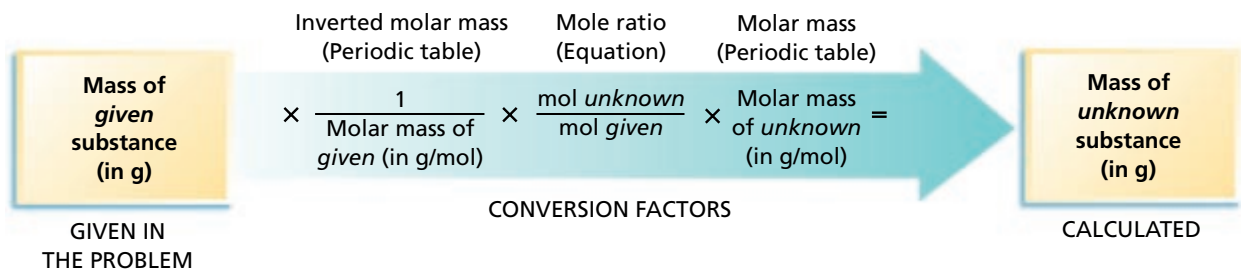 Inverted molar mass
(Periodic table)
Mole ratio
(Equation)
Molar mass
(Periodic table)
Mass of
given
substance
(in g)
×
1
Molar mass of
given (in g/mol)
×
mol unknown
mol given
×
Molar mass
of unknown
(in g/mol)
=
Mass of
unknown
substance
(in g)
GIVEN IN
THE PROBLEM
CONVERSION FACTORS
CALCULATED